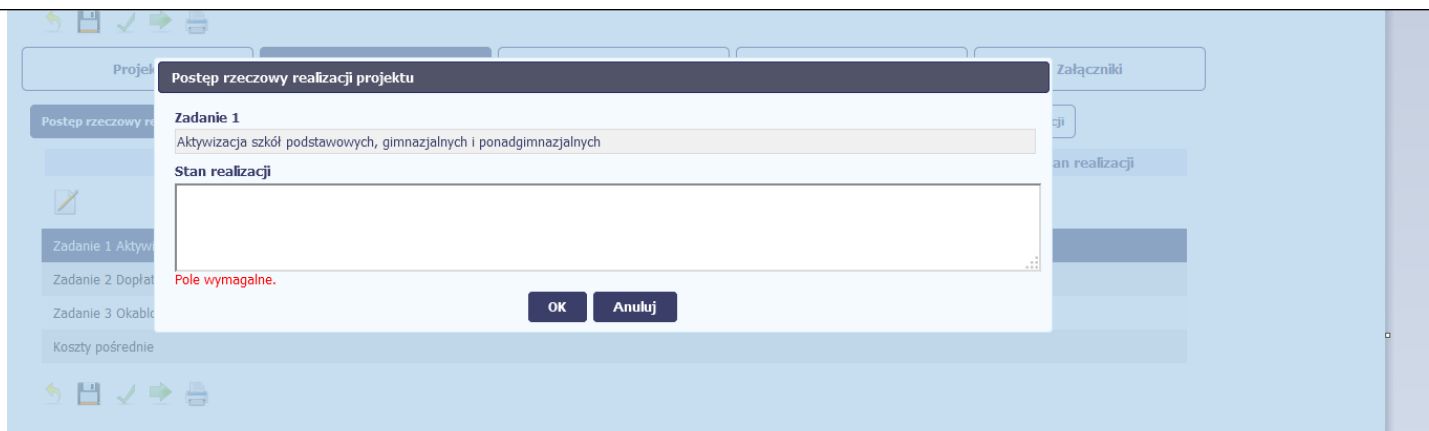 Projek
Załączniki
Postęp rzeczowy realizacji projektu
Postęp rzeczowy re
cji
Zadanie 1
Aktywizacja szkół podstawowych, gimnazjalnych i ponadgimnazjalnych
an realizacji
Stan realizacji
Zadanie 1 Aktywi
Zadanie 2 Dopłat
Pole wymagalne.
OK Anuluj
Zadanie 3 Okablo
Koszty pośrednie